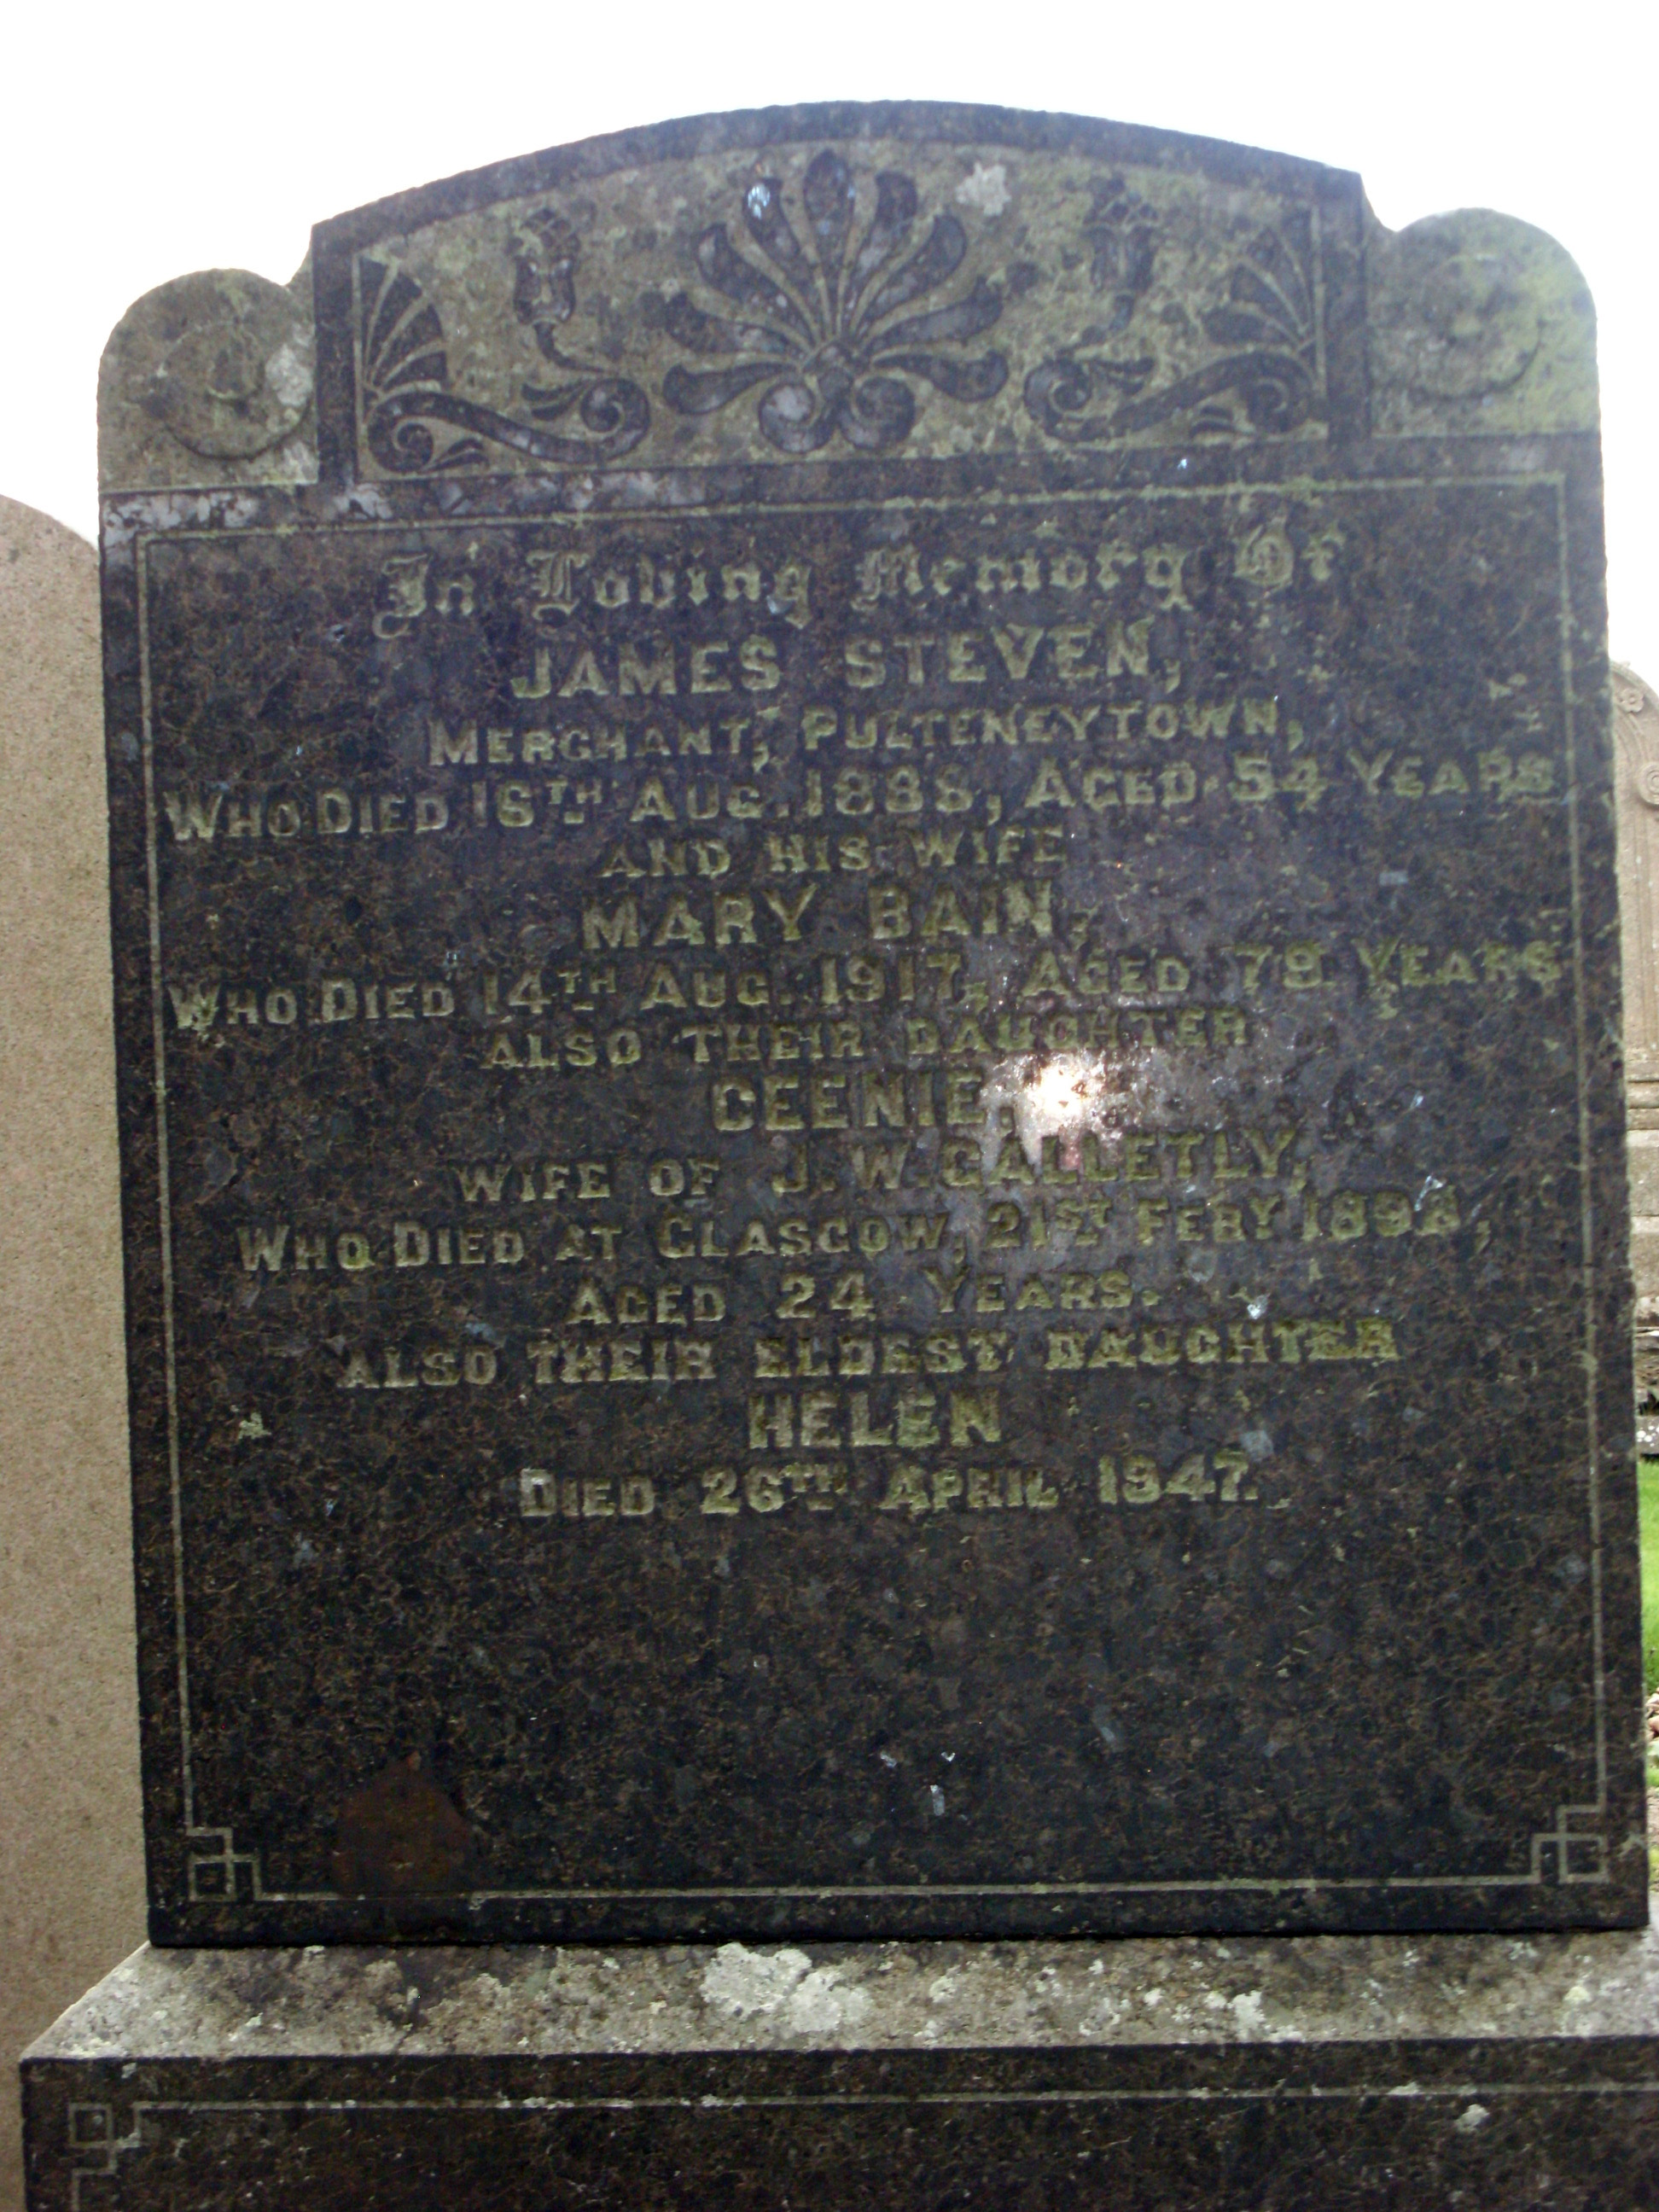 In Loving Memory Of
JAMES STEVEN,
MERCHANT, PULTENEYTOWN,
WHO DIED 16TH AUG. 1888, AGED 54 YEARS
AND HIS WIFE
MARY BAIN,
WHO DIED 14TH AUG. 1917, AGED 78 YEARS
ALSO THEIR DAUGHTER
CEENIE,
WIFE OF J. W. GALLETLY,
WHO DIED AT GLASGOW, 21ST FEBY 1898,
AGED 24 YEARS.
ALSO THEIR ELDEST DAUGHTER
HELEN
DIED 26TH APRIL 1947.